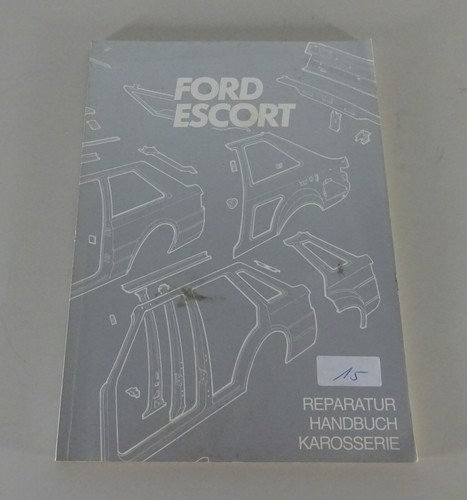 FORD
ESCORT
15
REPARATUR
HANDBUCH
KAROSSERIE